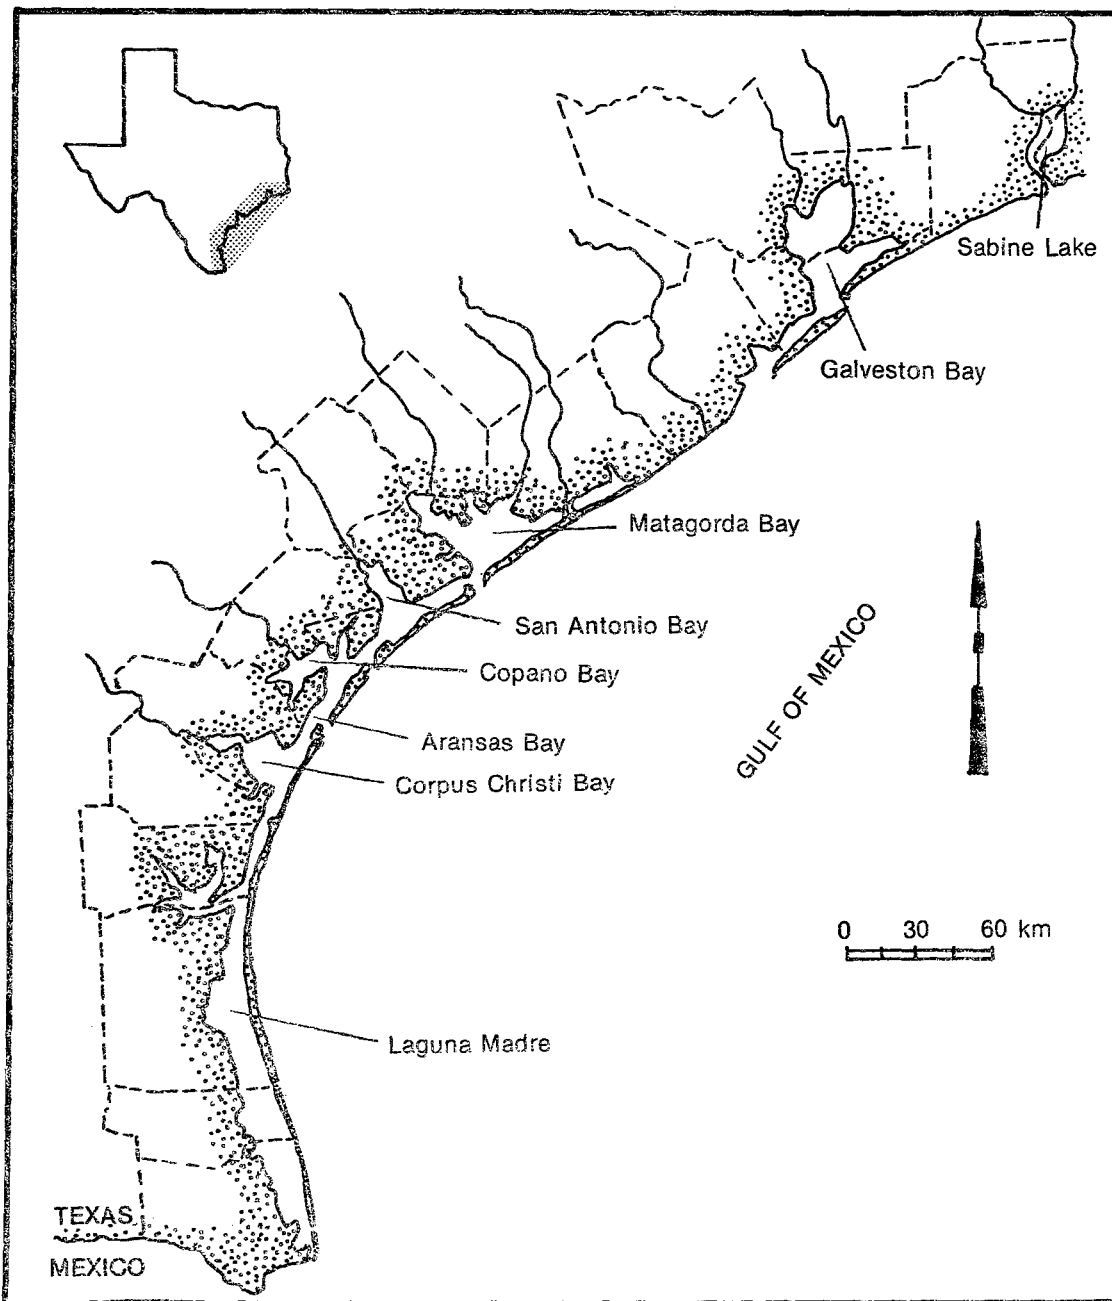 Sabine Lake
Galveston Bay
Matagorda Bay
San Antonio Bay
Copano Bay
Aransas Bay
Corpus Christi Bay
GULF OF MEXICO
0 30 60 km
Laguna Madre
TEXAS
MEXICO